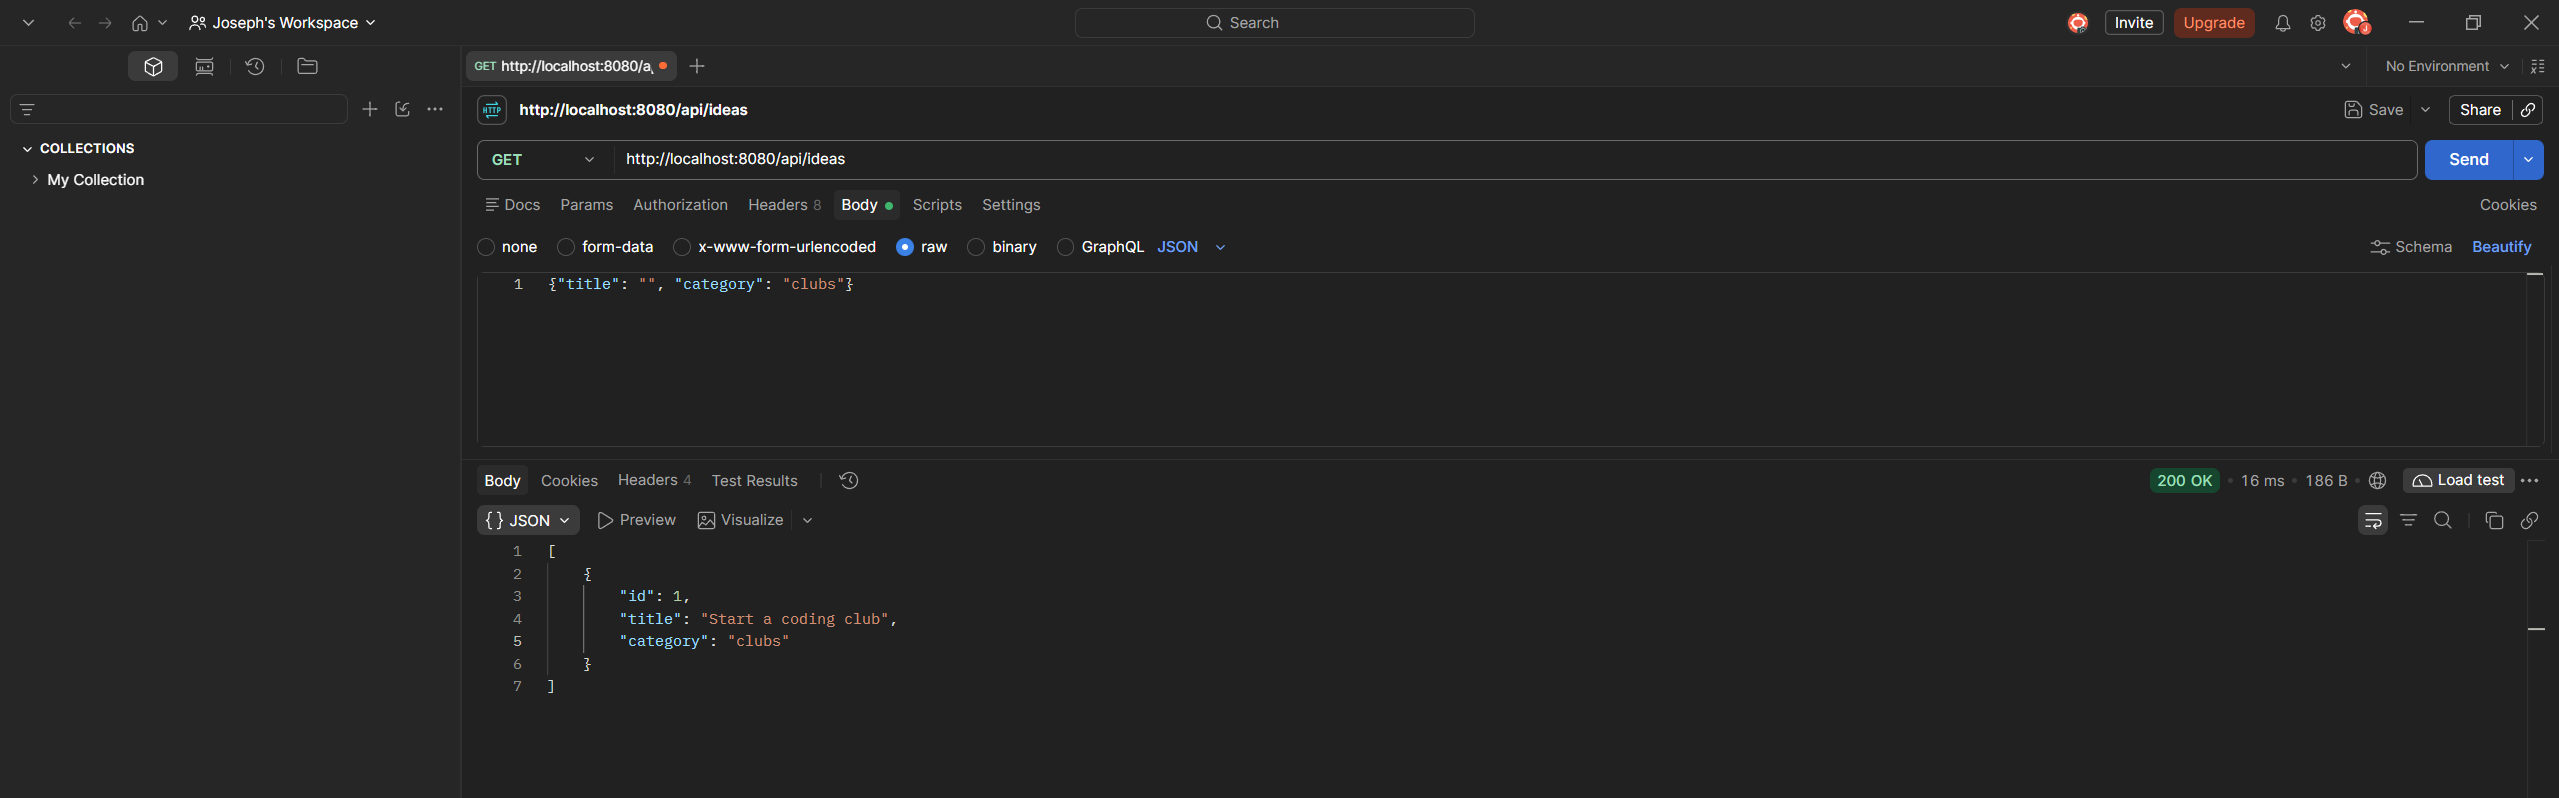 Joseph's Workspace
Search
Invite
Upgrade
GET http://localhost:8080/a
No Environment
HTTP http://localhost:8080/api/ideas
Save
Share
COLLECTIONS
My Collection
GET http://localhost:8080/api/ideas
Send
Docs Params Authorization Headers 8 Body Scripts Settings
Cookies
none form-data x-www-form-urlencoded raw binary GraphQL JSON
Schema Beautify
1 {"title": "", "category": "clubs"}
Body Cookies Headers 4 Test Results
200 OK • 16 ms • 186 B • Load test
{} JSON Preview Visualize
1 [
2 {
3 "id": 1,
4 "title": "Start a coding club",
5 "category": "clubs"
6 }
7 ]